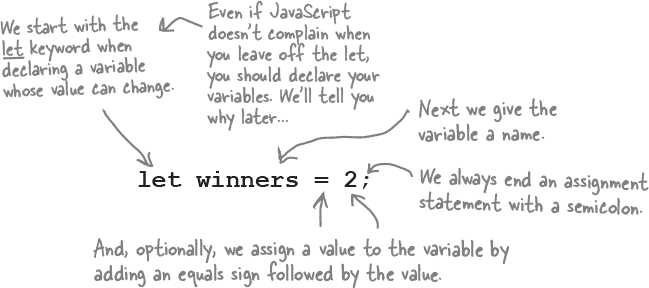 We start with the
let keyword when
declaring a variable
whose value can change.
Even if JavaScript
doesn't complain when
you leave off the let,
you should declare your
variables. We'll tell you
why later...
Next we give the
variable a name.
let winners = 2;
We always end an assignment
statement with a semicolon.
And, optionally, we assign a value to the variable by
adding an equals sign followed by the value.